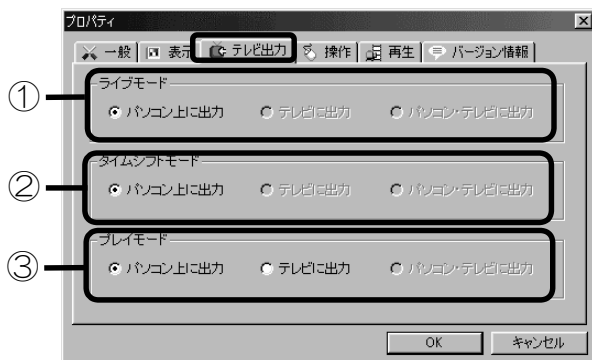 プロパティ
一般 表示 テレビ出力 操作 再生 バージョン情報
① ライブモード
パソコン上に出力 テレビに出力 パソコン・テレビに出力
② タイムシフトモード
パソコン上に出力 テレビに出力 パソコン・テレビに出力
③ プレイモード
パソコン上に出力 テレビに出力 パソコン・テレビに出力
OK キャンセル